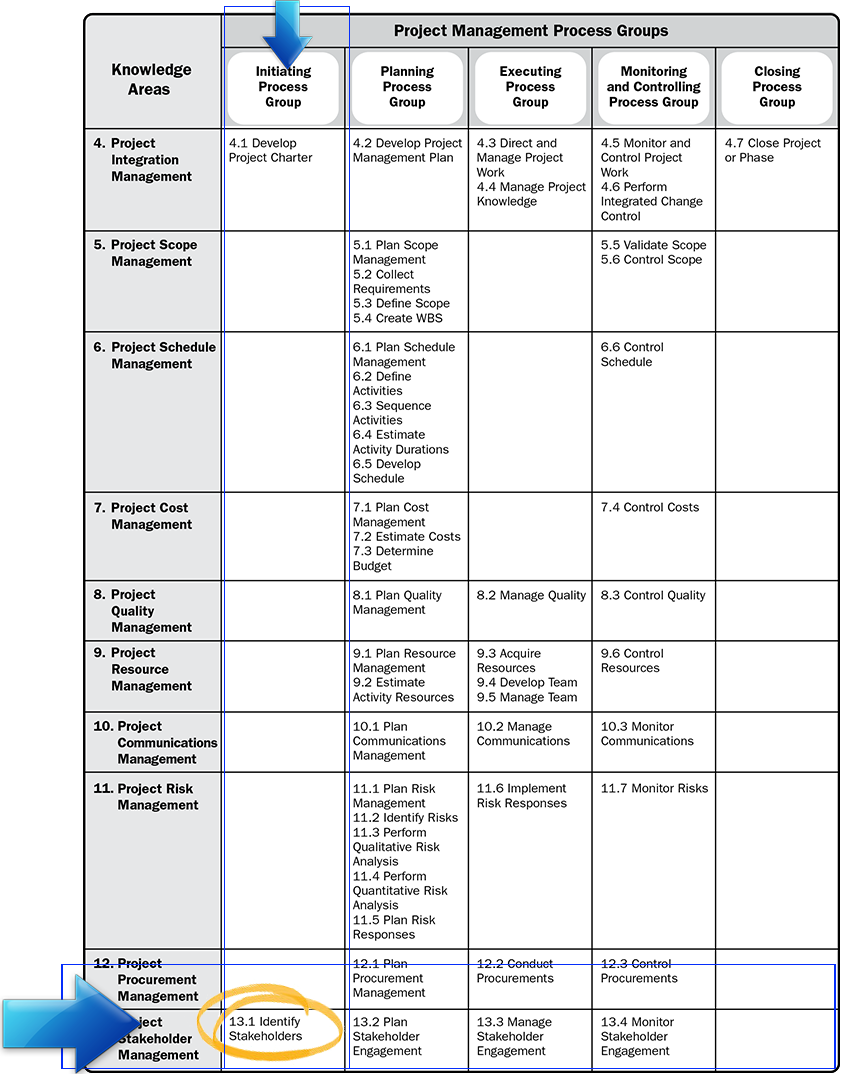 Project Management Process Groups
Knowledge
Areas
Initiating
Process
Group
Planning
Process
Group
Executing
Process
Group
Monitoring
and Controlling
Process Group
Closing
Process
Group
4. Project
Integration
Management
4.1 Develop
Project Charter
4.2 Develop Project
Management Plan
4.3 Direct and
Manage Project
Work
4.4 Manage Project
Knowledge
4.5 Monitor and
Control Project
Work
4.6 Perform
Integrated Change
Control
4.7 Close Project
or Phase
5. Project Scope
Management
5.1 Plan Scope
Management
5.2 Collect
Requirements
5.3 Define Scope
5.4 Create WBS
5.5 Validate Scope
5.6 Control Scope
6. Project Schedule
Management
6.1 Plan Schedule
Management
6.2 Define
Activities
6.3 Sequence
Activities
6.4 Estimate
Activity Durations
6.5 Develop
Schedule
6.6 Control
Schedule
7. Project Cost
Management
7.1 Plan Cost
Management
7.2 Estimate Costs
7.3 Determine
Budget
7.4 Control Costs
8. Project
Quality
Management
8.1 Plan Quality
Management
8.2 Manage Quality
8.3 Control Quality
9. Project
Resource
Management
9.1 Plan Resource
Management
9.2 Estimate
Activity Resources
9.3 Acquire
Resources
9.4 Develop Team
9.5 Manage Team
9.6 Control
Resources
10. Project
Communications
Management
10.1 Plan
Communications
Management
10.2 Manage
Communications
10.3 Monitor
Communications
11. Project Risk
Management
11.1 Plan Risk
Management
11.2 Identify Risks
11.3 Perform
Qualitative Risk
Analysis
11.4 Perform
Quantitative Risk
Analysis
11.5 Plan Risk
Responses
11.6 Implement
Risk Responses
11.7 Monitor Risks
12. Project
Procurement
Management
12.1 Plan
Procurement
Management
12.2 Conduct
Procurements
12.3 Control
Procurements
Project
Stakeholder
Management
13.1 Identify
Stakeholders
13.2 Plan
Stakeholder
Engagement
13.3 Manage
Stakeholder
Engagement
13.4 Monitor
Stakeholder
Engagement